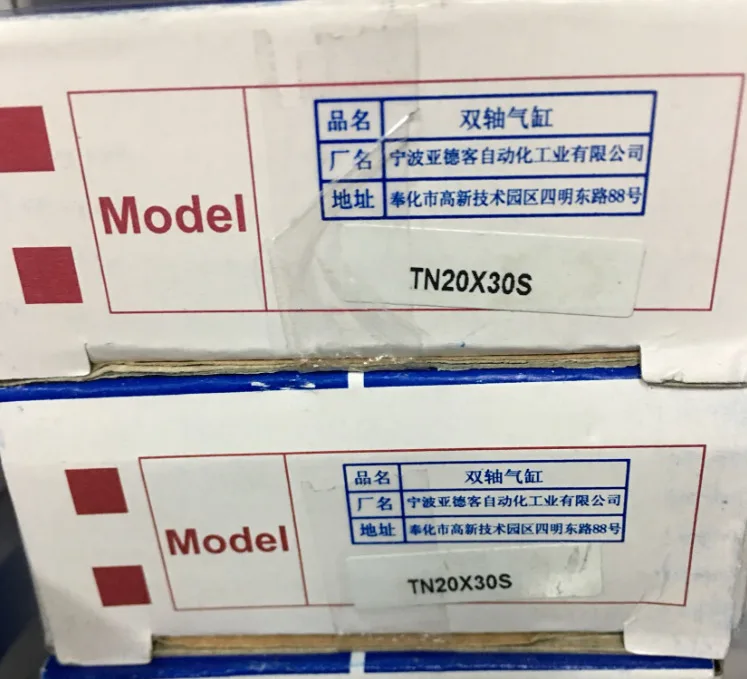 Model
品名 双轴气缸
厂名 宁波亚德客自动化工业有限公司
地址 奉化市高新技术园区四明东路88号
TN20X30S
Model
品名 双轴气缸
厂名 宁波亚德客自动化工业有限公司
地址 奉化市高新技术园区四明东路88号
TN20X30S